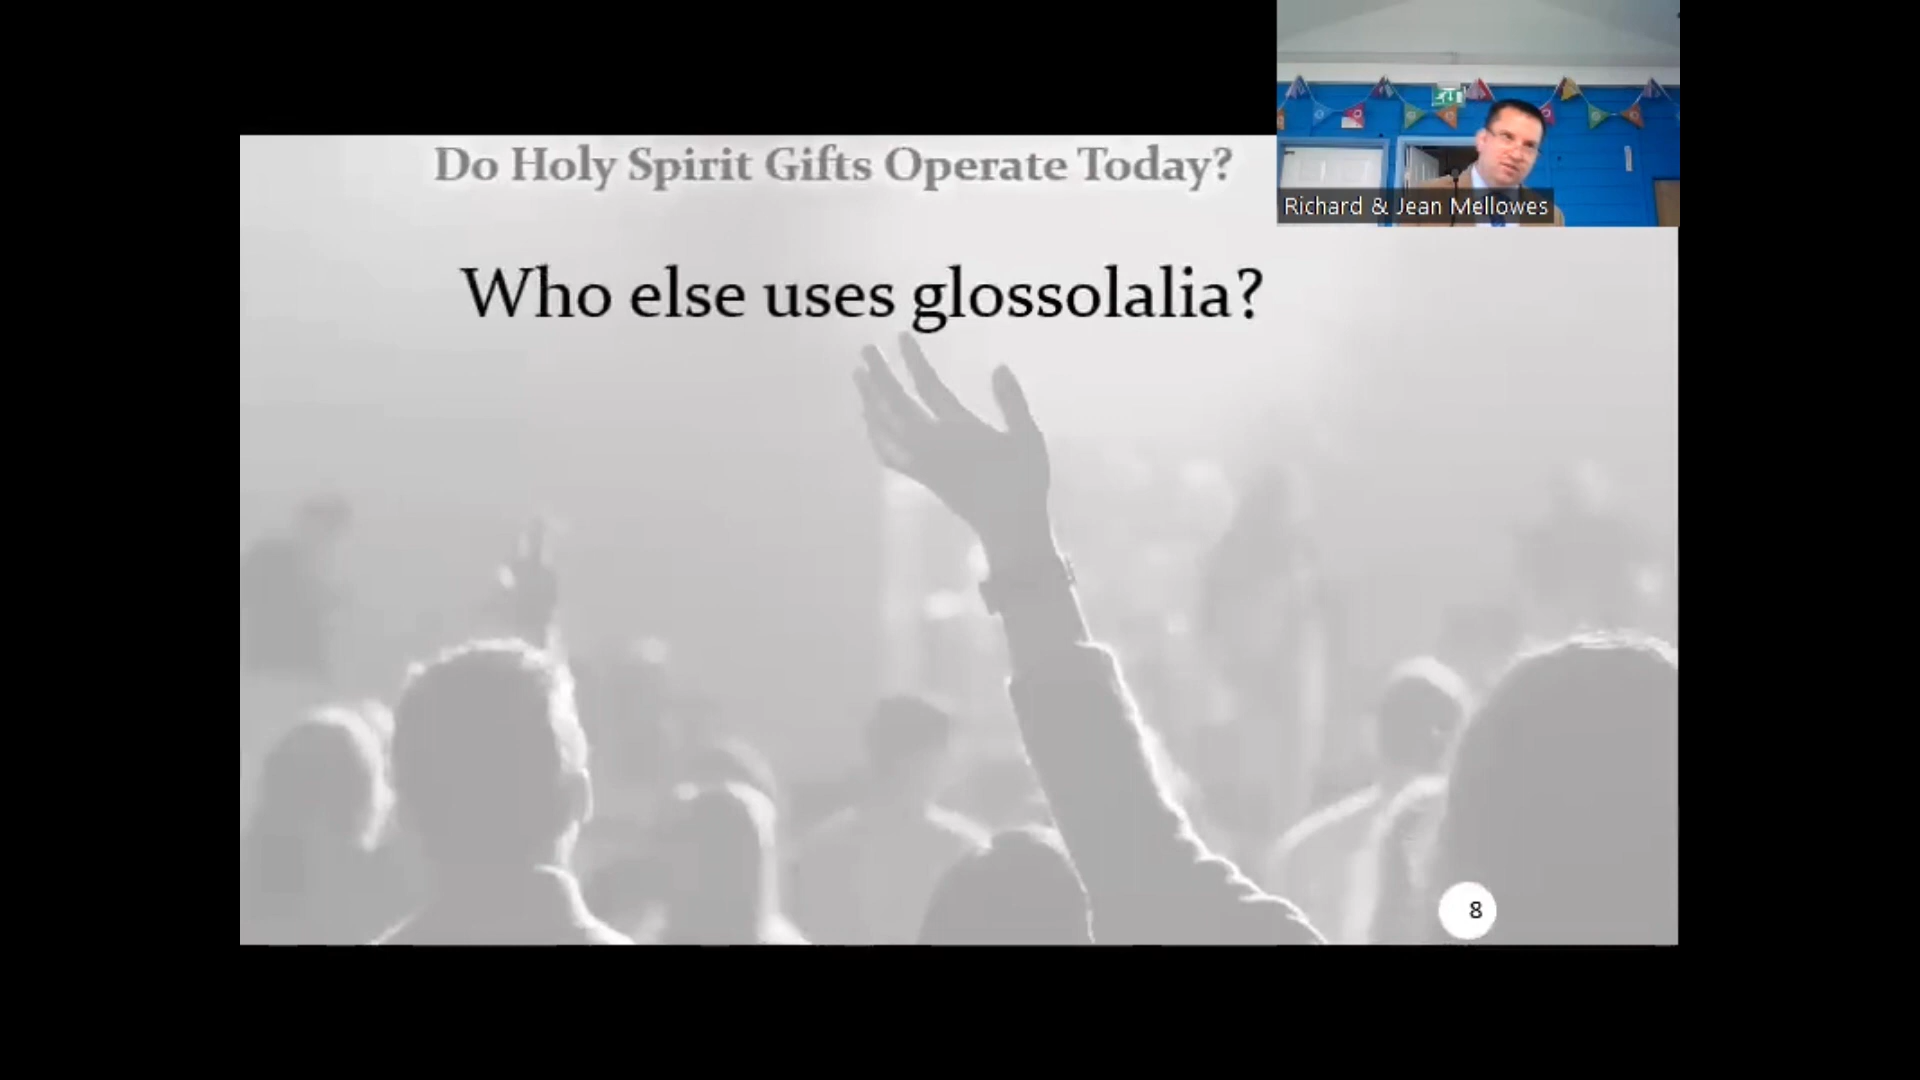 Do Holy Spirit Gifts Operate Today?
Richard & Jean Mellowes
Who else uses glossolalia?
8